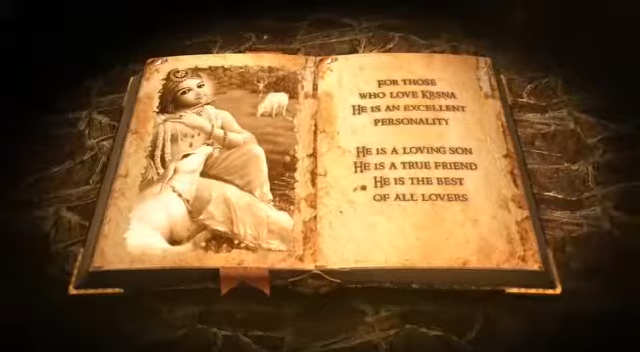 FOR THOSE
WHO LOVE KṚṢṆA
HE IS AN EXCELLENT
PERSONALITY
HE IS A LOVING SON
HE IS A TRUE FRIEND
HE IS THE BEST
OF ALL LOVERS